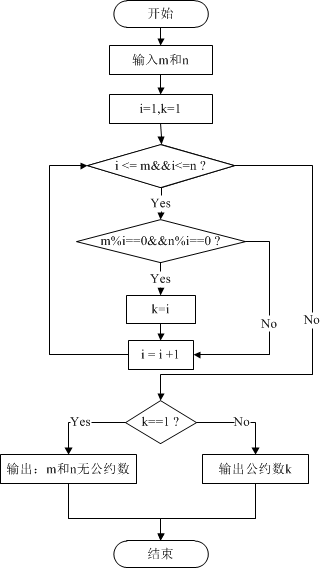 开始
输入m和n
i=1,k=1
i <= m&&i<=n ?
Yes
m%i==0&&n%i==0 ?
Yes
k=i
No
No
i = i +1
Yes
k==1 ?
No
输出：m和n无公约数
输出公约数k
结束